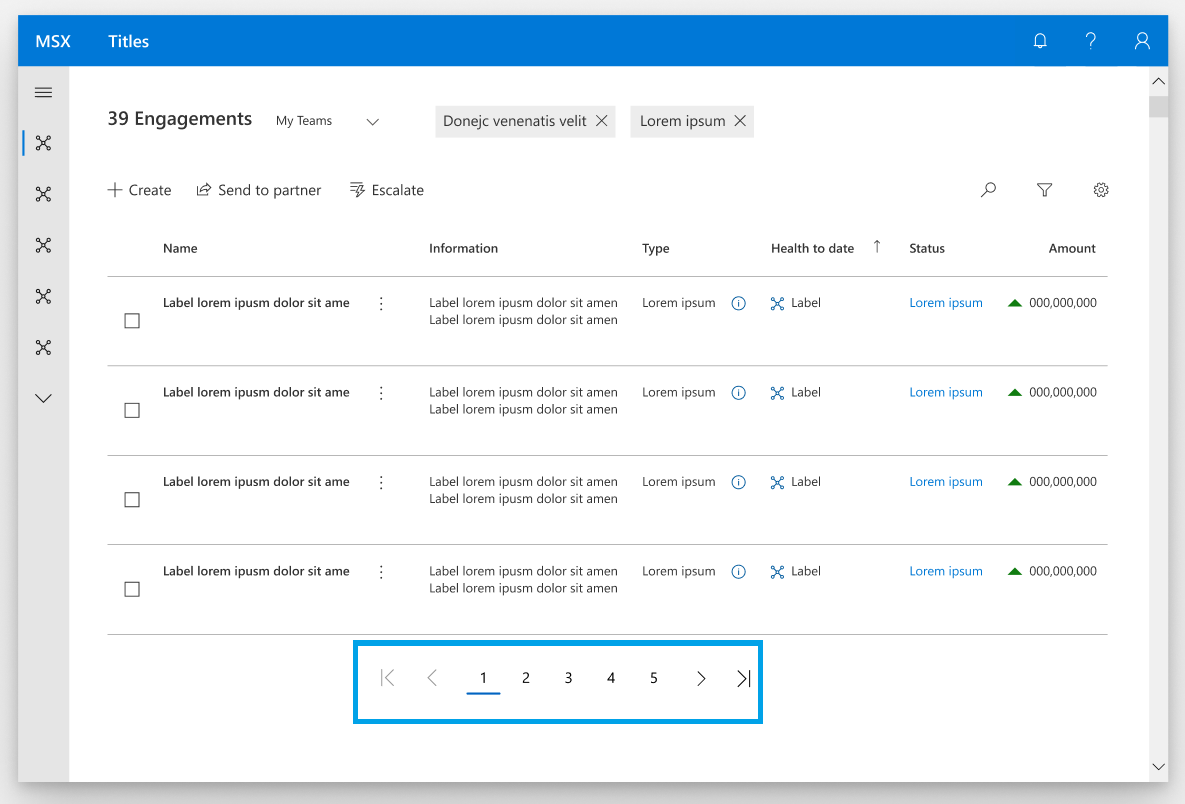 MSX Titles
39 Engagements My Teams Donejc venenatis velit Lorem ipsum
Create Send to partner Escalate
Name Information Type Health to date Status Amount
Label lorem ipusm dolor sit ame Label lorem ipusm dolor sit amen Lorem ipsum Label Lorem ipsum 000,000,000
Label lorem ipusm dolor sit amen
Label lorem ipusm dolor sit ame Label lorem ipusm dolor sit amen Lorem ipsum Label Lorem ipsum 000,000,000
Label lorem ipusm dolor sit amen
Label lorem ipusm dolor sit ame Label lorem ipusm dolor sit amen Lorem ipsum Label Lorem ipsum 000,000,000
Label lorem ipusm dolor sit amen
Label lorem ipusm dolor sit ame Label lorem ipusm dolor sit amen Lorem ipsum Label Lorem ipsum 000,000,000
Label lorem ipusm dolor sit amen
1 2 3 4 5